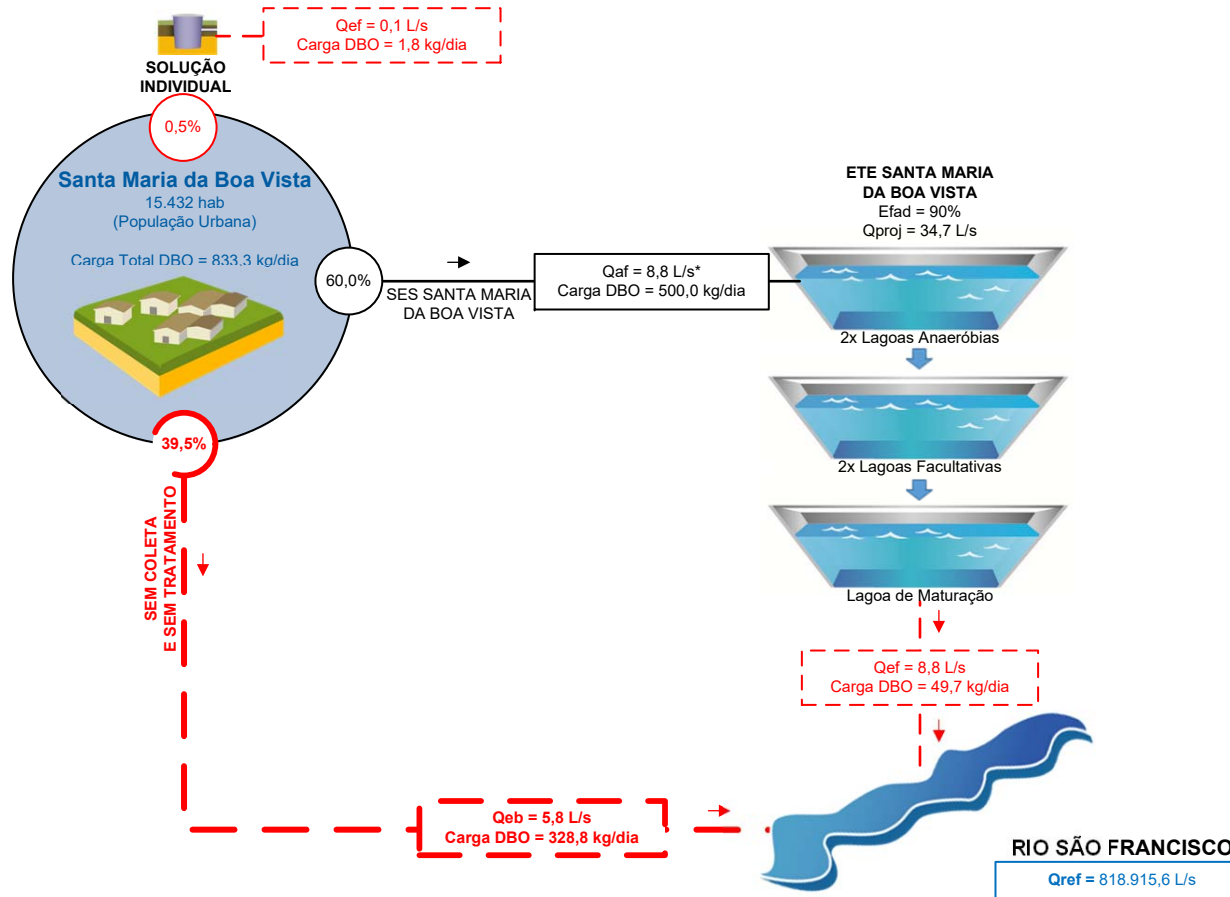 Qef = 0,1 L/s
Carga DBO = 1,8 kg/dia
SOLUÇÃO
INDIVIDUAL
0,5%
Santa Maria da Boa Vista
15.432 hab
(População Urbana)
Carga Total DBO = 833,3 kg/dia
60,0%
SES SANTA MARIA
DA BOA VISTA
Qaf = 8,8 L/s*
Carga DBO = 500,0 kg/dia
ETE SANTA MARIA
DA BOA VISTA
Efad = 90%
Qproj = 34,7 L/s
2x Lagoas Anaeróbias
2x Lagoas Facultativas
Lagoa de Maturação
Qef = 8,8 L/s
Carga DBO = 49,7 kg/dia
39,5%
SEM COLETA
E SEM TRATAMENTO
Qeb = 5,8 L/s
Carga DBO = 328,8 kg/dia
RIO SÃO FRANCISCO
Qref = 818.915,6 L/s